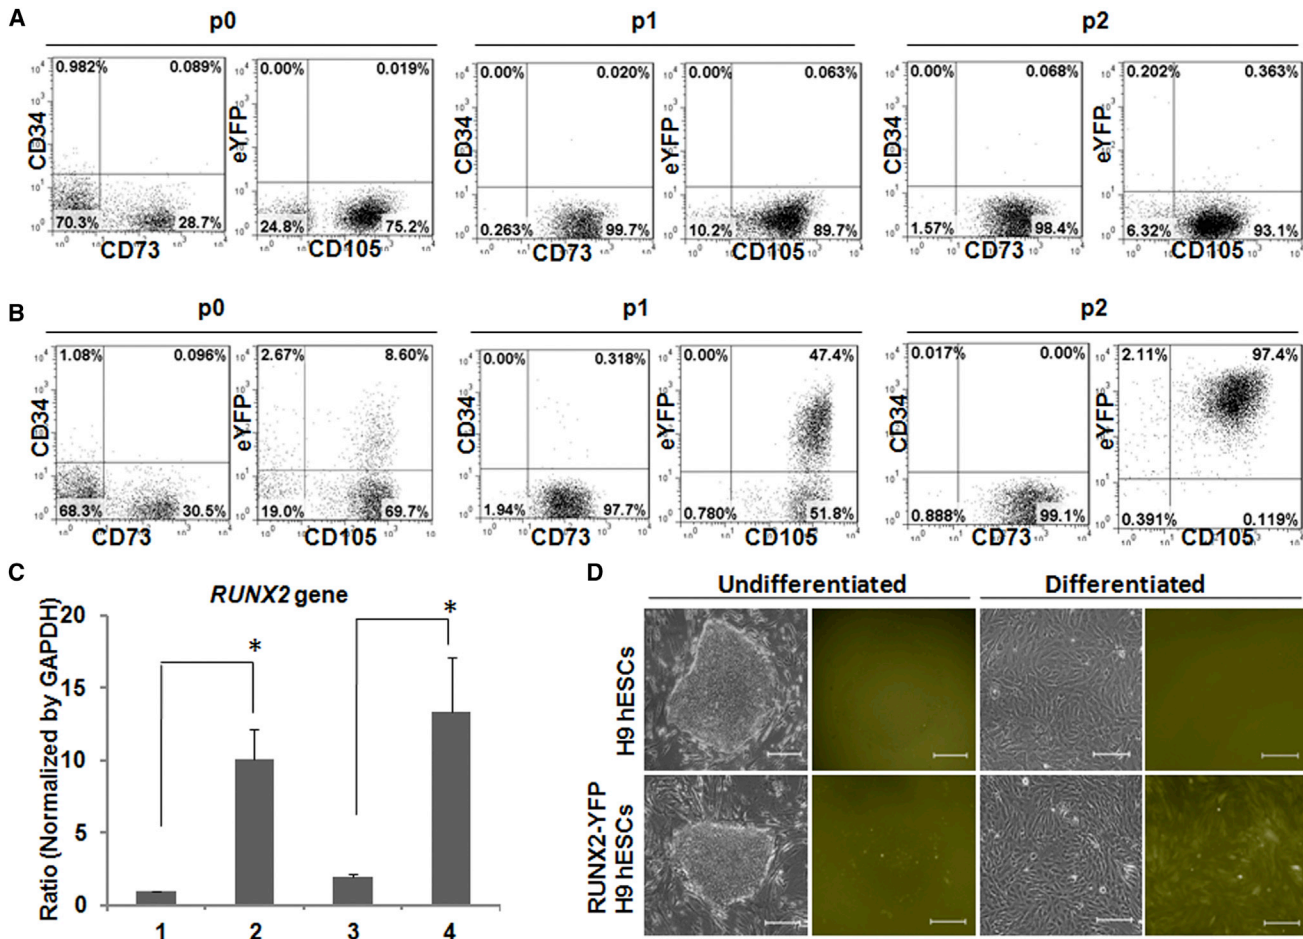 A
p0 p1 p2
0.982% 0.089% 0.00% 0.019% 0.00% 0.020% 0.00% 0.063% 0.00% 0.068% 0.202% 0.363%
CD34 eYFP CD34 eYFP CD34 eYFP
70.3% 28.7% 24.8% 75.2% 0.263% 99.7% 10.2% 89.7% 1.57% 98.4% 6.32% 93.1%
CD73 CD105 CD73 CD105 CD73 CD105
B
p0 p1 p2
1.08% 0.096% 2.67% 8.60% 0.00% 0.318% 0.00% 47.4% 0.017% 0.00% 2.11% 97.4%
CD34 eYFP CD34 eYFP CD34 eYFP
68.3% 30.5% 19.0% 69.7% 1.94% 97.7% 0.780% 51.8% 0.888% 99.1% 0.391% 0.119%
CD73 CD105 CD73 CD105 CD73 CD105
C
RUNX2 gene
Ratio (Normalized by GAPDH)
20
15
10
5
0
* *
1 2 3 4
D
Undifferentiated Differentiated
H9 hESCs
RUNX2-YFP
H9 hESCs